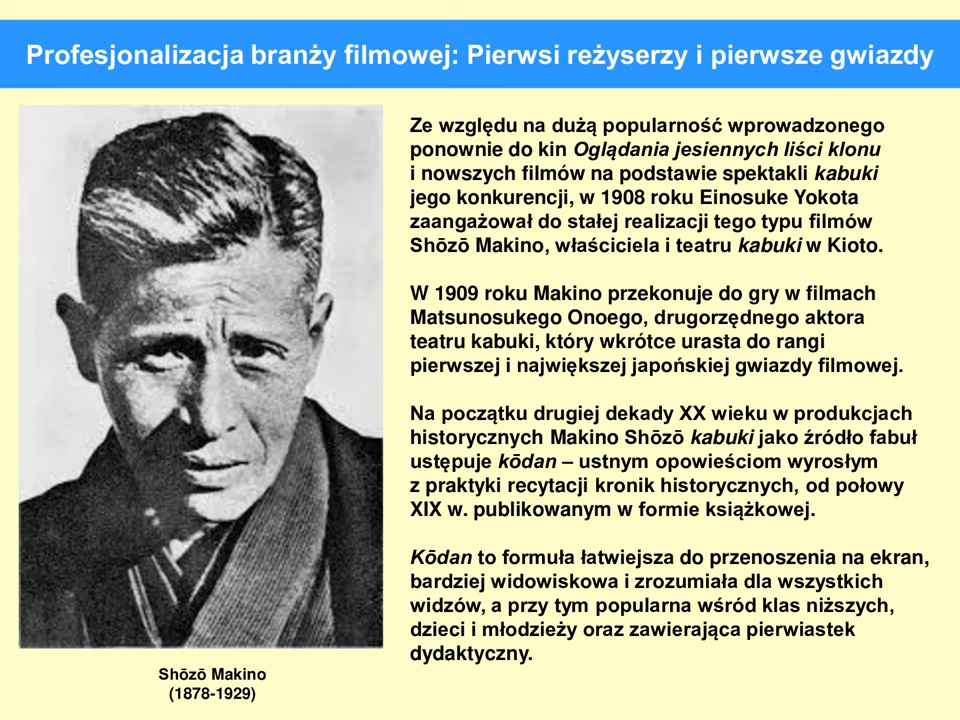 Profesjonalizacja branży filmowej: Pierwsi reżyserzy i pierwsze gwiazdy
Ze względu na dużą popularność wprowadzonego
ponownie do kin Oglądania jesiennych liści klonu
i nowszych filmów na podstawie spektakli kabuki
jego konkurencji, w 1908 roku Einosuke Yokota
zaangażował do stałej realizacji tego typu filmów
Shōzō Makino, właściciela i teatru kabuki w Kioto.
W 1909 roku Makino przekonuje do gry w filmach
Matsunosukego Onoego, drugorzędnego aktora
teatru kabuki, który wkrótce urasta do rangi
pierwszej i największej japońskiej gwiazdy filmowej.
Na początku drugiej dekady XX wieku w produkcjach
historycznych Makino Shōzō kabuki jako źródło fabuł
ustępuje kōdan – ustnym opowieściom wyrosłym
z praktyki recytacji kronik historycznych, od połowy
XIX w. publikowanym w formie książkowej.
Kōdan to formuła łatwiejsza do przenoszenia na ekran,
bardziej widowiskowa i zrozumiała dla wszystkich
widzów, a przy tym popularna wśród klas niższych,
dzieci i młodzieży oraz zawierająca pierwiastek
dydaktyczny.
Shōzō Makino
(1878-1929)